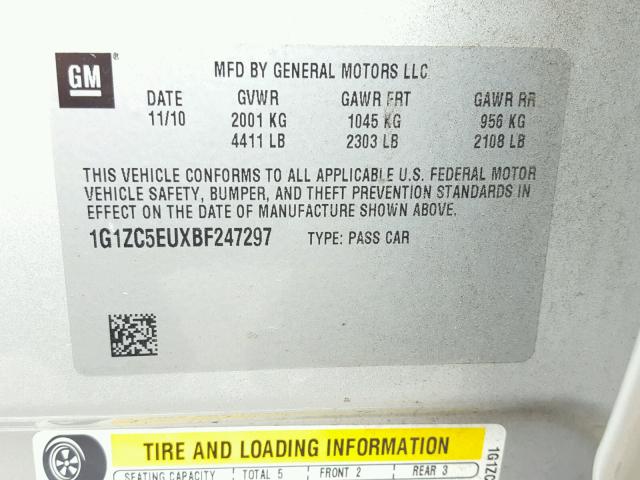 GM
MFD BY GENERAL MOTORS LLC
DATE GVWR GAWR FRT GAWR RR
11/10 2001 KG 1045 KG 956 KG
4411 LB 2303 LB 2108 LB
THIS VEHICLE CONFORMS TO ALL APPLICABLE U.S. FEDERAL MOTOR
VEHICLE SAFETY, BUMPER, AND THEFT PREVENTION STANDARDS IN
EFFECT ON THE DATE OF MANUFACTURE SHOWN ABOVE.
1G1ZC5EUXBF247297 TYPE: PASS CAR
TIRE AND LOADING INFORMATION
SEATING CAPACITY TOTAL 5 FRONT 2 REAR 3
1G1ZC